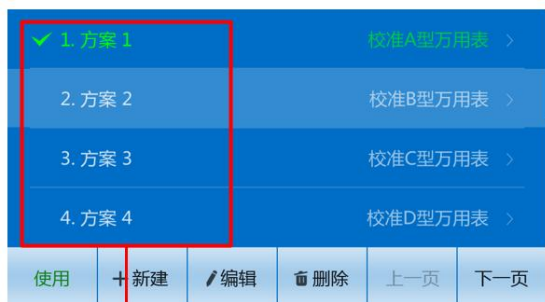 ✓ 1. 方案 1 校准A型万用表 >
2. 方案 2 校准B型万用表 >
3. 方案 3 校准C型万用表 >
4. 方案 4 校准D型万用表 >
使用 +新建 编辑 删除 上一页 下一页